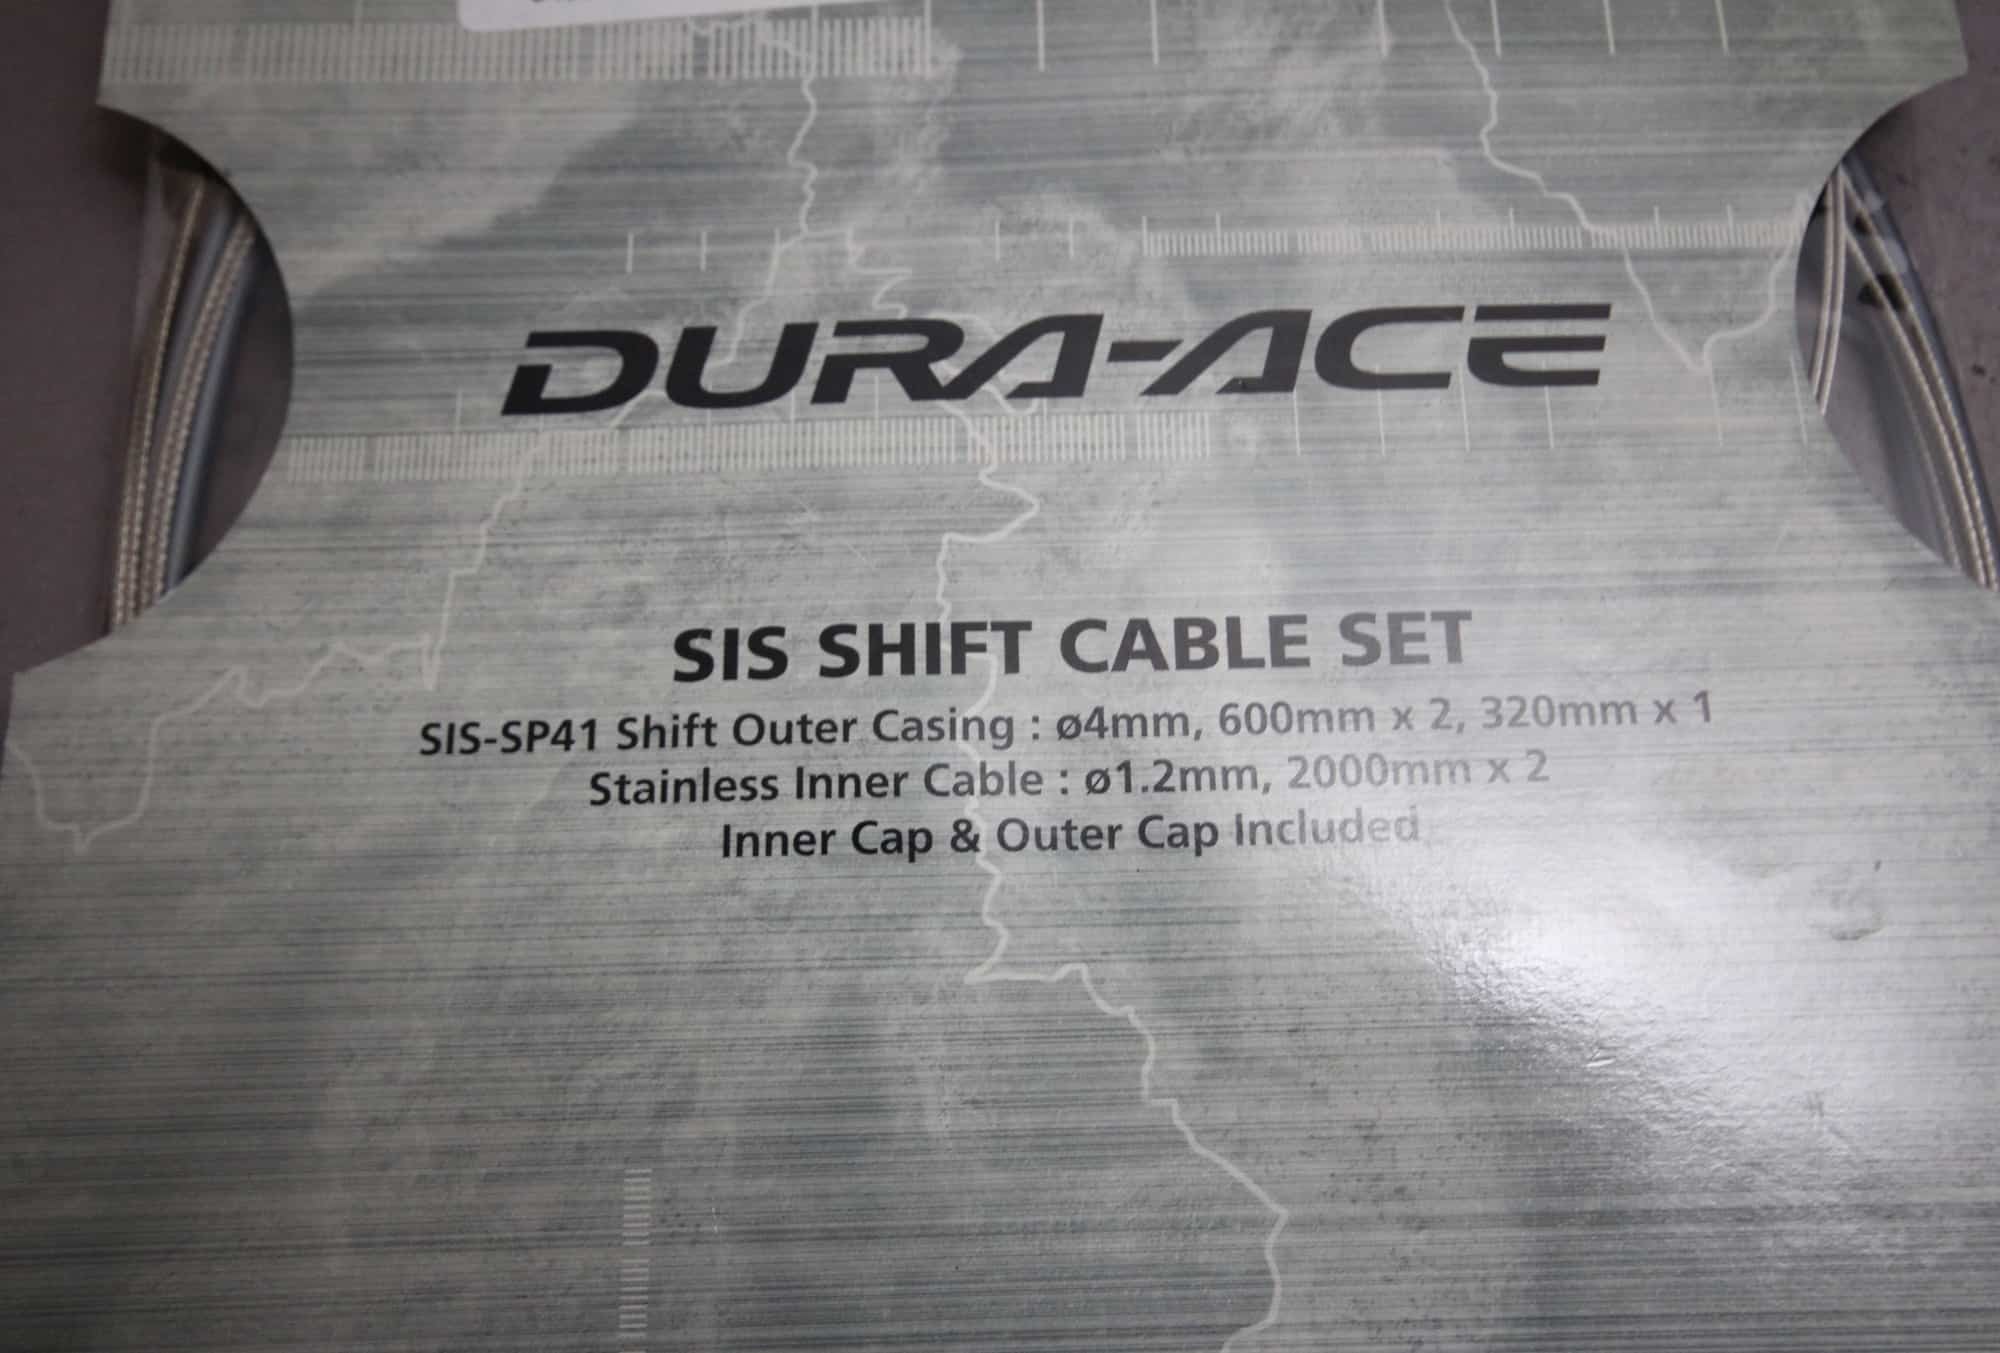 DURA-ACE
SIS SHIFT CABLE SET
SIS-SP41 Shift Outer Casing : ø4mm, 600mm x 2, 320mm x 1
Stainless Inner Cable : ø1.2mm, 2000mm x 2
Inner Cap & Outer Cap Included